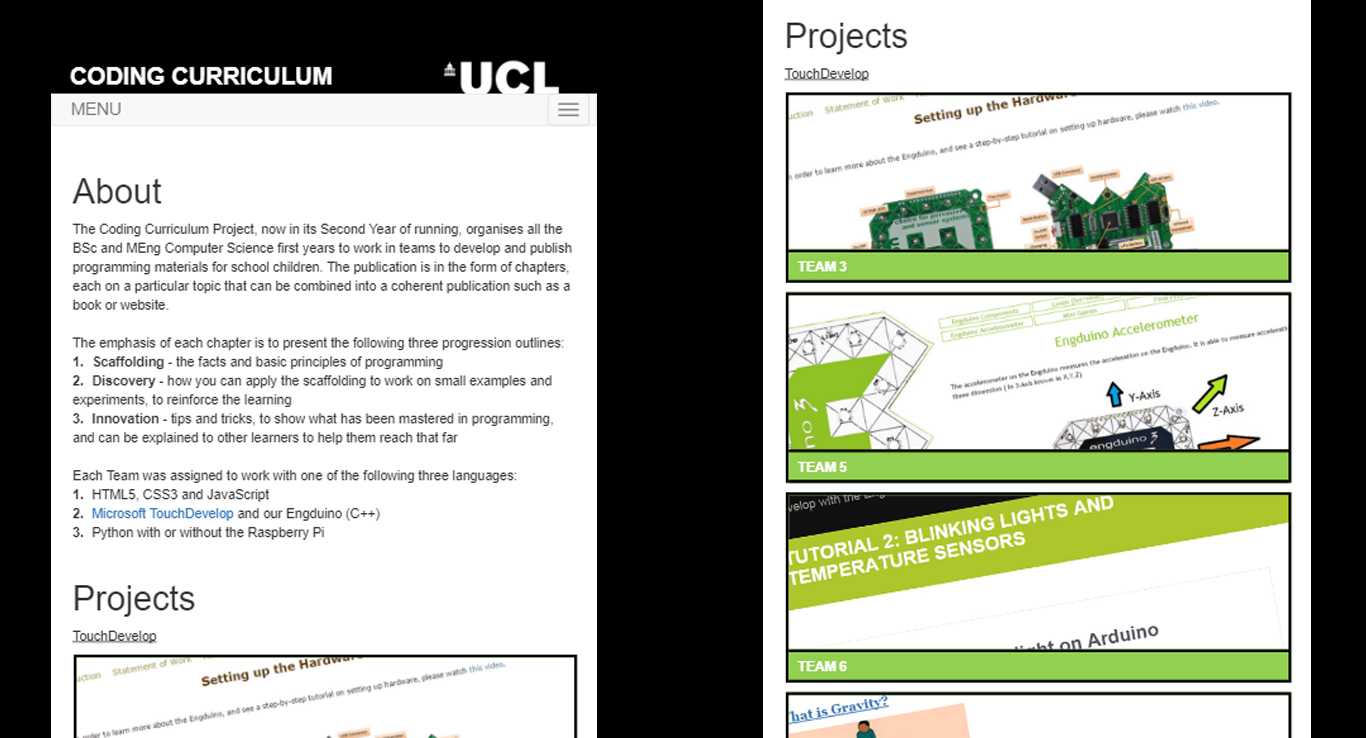 CODING CURRICULUM
UCL
MENU
About
The Coding Curriculum Project, now in its Second Year of running, organises all the
BSc and MEng Computer Science first years to work in teams to develop and publish
programming materials for school children. The publication is in the form of chapters,
each on a particular topic that can be combined into a coherent publication such as a
book or website.
The emphasis of each chapter is to present the following three progression outlines:
1. Scaffolding - the facts and basic principles of programming
2. Discovery - how you can apply the scaffolding to work on small examples and
experiments, to reinforce the learning
3. Innovation - tips and tricks, to show what has been mastered in programming,
and can be explained to other learners to help them reach that far
Each Team was assigned to work with one of the following three languages:
1. HTML5, CSS3 and JavaScript
2. Microsoft TouchDevelop and our Engduino (C++)
3. Python with or without the Raspberry Pi
Projects
TouchDevelop
uction Statement of Work
Setting up the Hardwar
order to learn more about the Engduino, and see a step-by-step tutorial on setting up hardware, please watch this video.
Projects
TouchDevelop
uction Statement of Work
Setting up the Hardwar
order to learn more about the Engduino, and see a step-by-step tutorial on setting up hardware, please watch this video.
TEAM 3
Engduino Components
Engduino Accelerometer Mini Games
Engduino Accelerometer
The accelerometer on the Engduino measures the acceleration on the Engduino. It is able to measure accelerati
three dimension ( in 3-Axis known as X,Y,Z)
Y-Axis
Z-Axis
engduino 3
ino 3
TEAM 5
velop with the Eng
TUTORIAL 2: BLINKING LIGHTS AND
TEMPERATURE SENSORS
light on Arduino
TEAM 6
hat is Gravity?